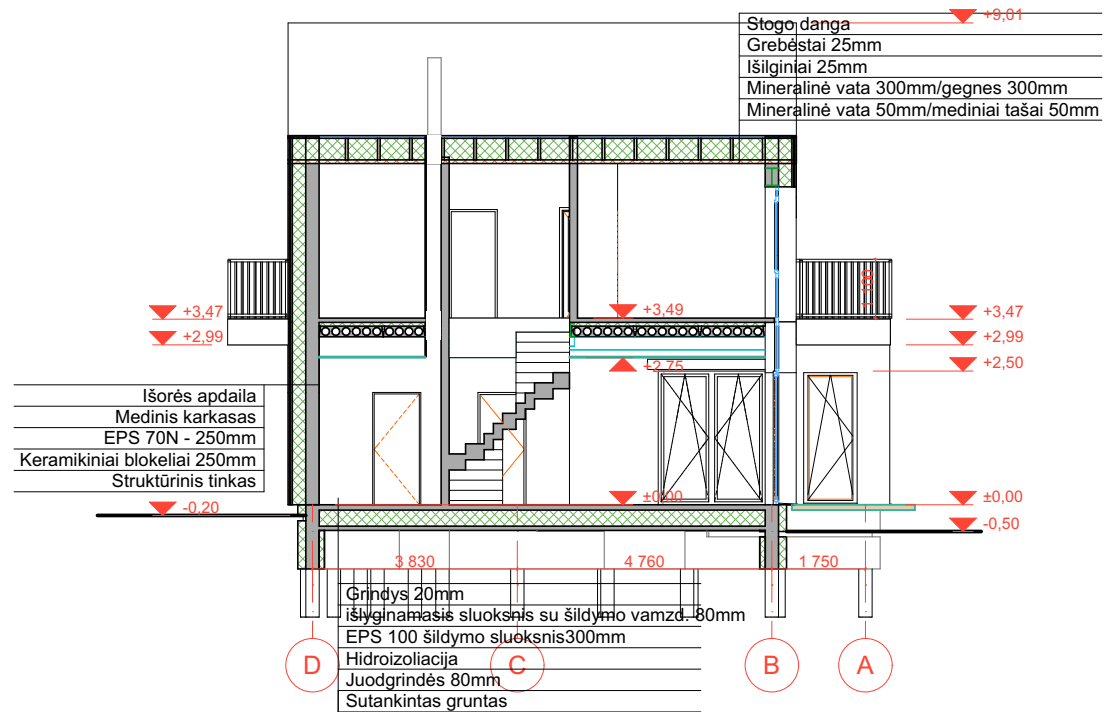 +9,01
Stogo danga
Grebėstai 25mm
Išilginiai 25mm
Mineralinė vata 300mm/gegnes 300mm
Mineralinė vata 50mm/mediniai tašai 50mm
+3,47
+2,99
+3,49
+2,75
+3,47
+2,99
+2,50
Išorės apdaila
Medinis karkasas
EPS 70N - 250mm
Keramikiniai blokeliai 250mm
Struktūrinis tinkas
-0,20
±0,00
±0,00
-0,50
3 830
4 760
1 750
Grindys 20mm
išlyginamasis sluoksnis su šildymo vamzd. 80mm
EPS 100 šildymo sluoksnis300mm
Hidroizoliacija
Juodgrindės 80mm
Sutankintas gruntas
D
C
B
A